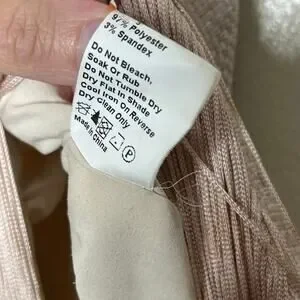 97% Polyester
3% Spandex
Do Not Bleach,
Soak Or Rub
Do Not Tumble Dry
Dry Flat in Shade
Cool Iron On Reverse
Dry Clean Only
P
Made in China